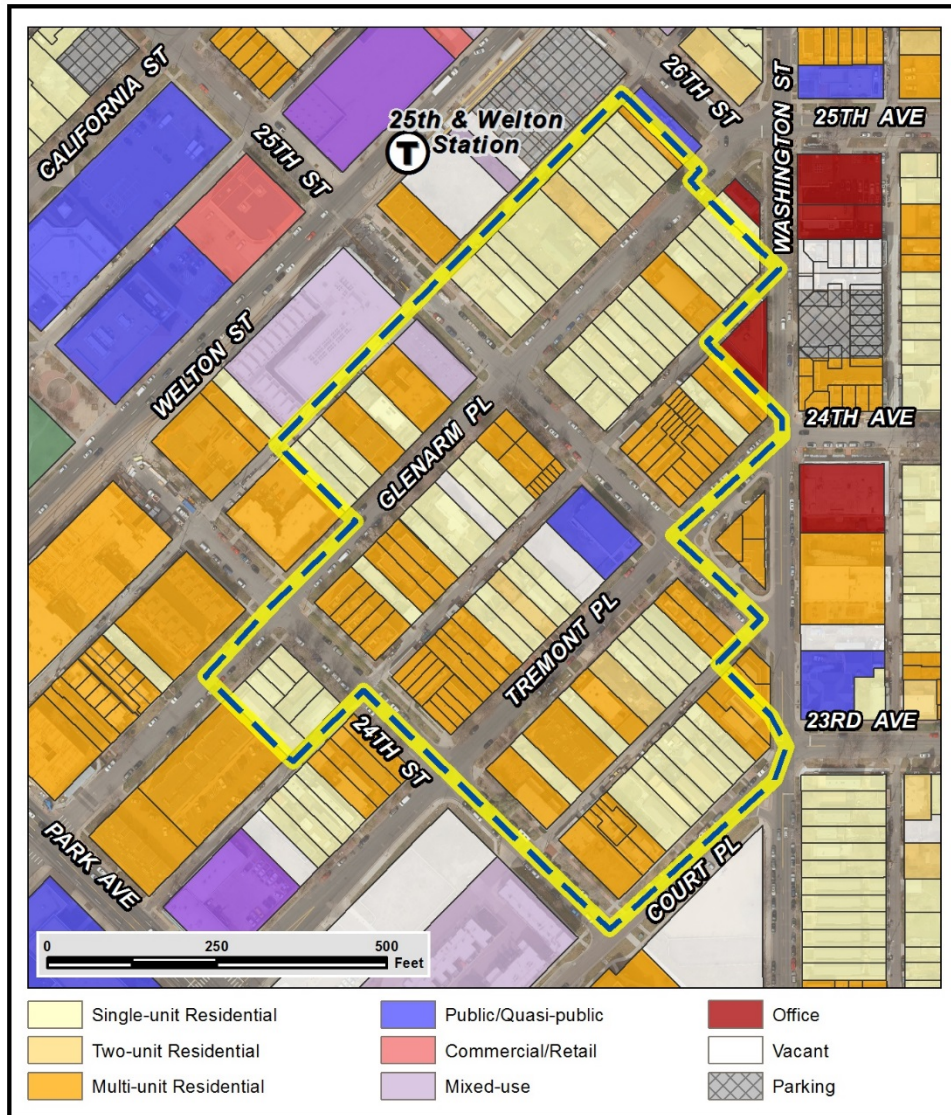 CALIFORNIA ST
25TH ST
25th & Welton
Station
T
26TH ST
WASHINGTON ST
25TH AVE
WELTON ST
GLENARM PL
24TH AVE
TREMONT PL
24TH ST
23RD AVE
PARK AVE
COURT PL
0 250 500
Feet
Single-unit Residential Public/Quasi-public Office
Two-unit Residential Commercial/Retail Vacant
Multi-unit Residential Mixed-use Parking